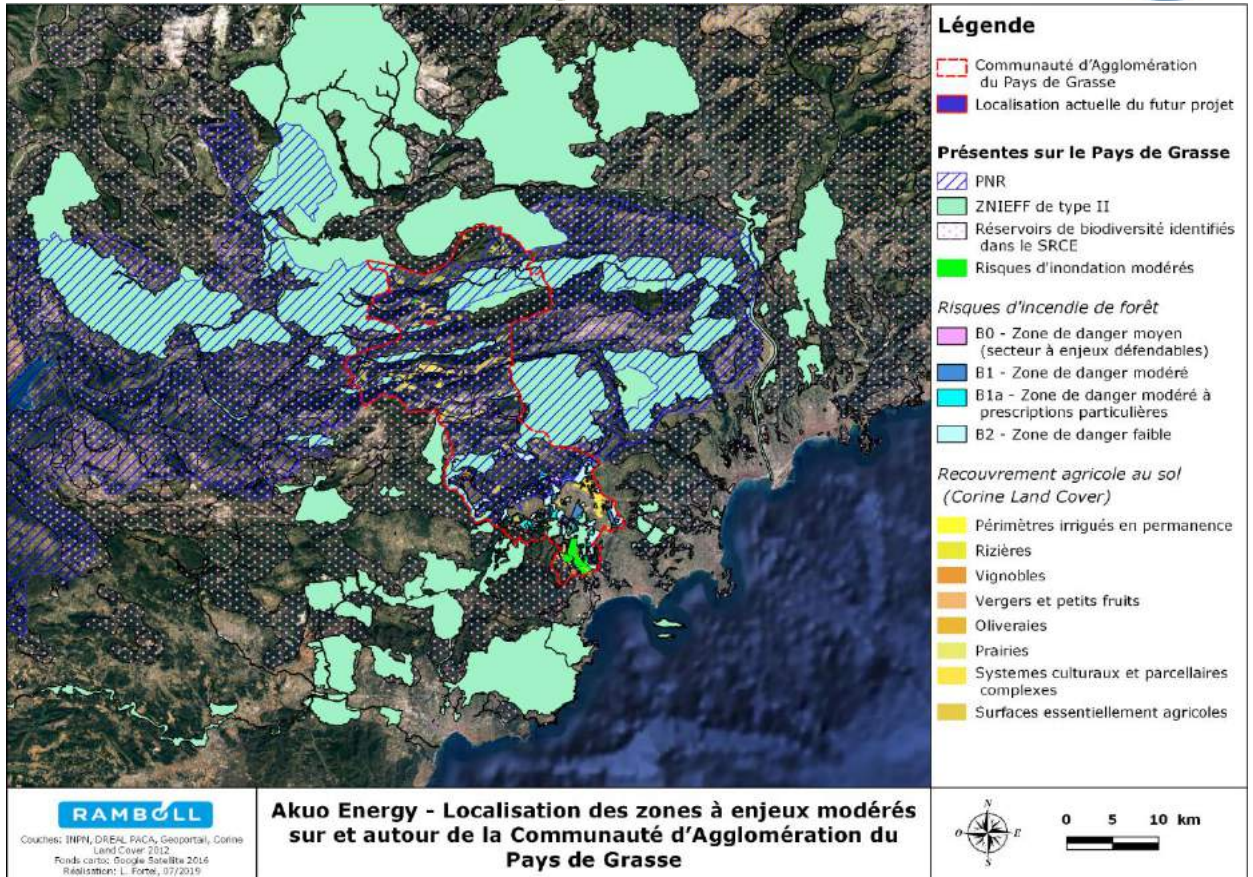 Légende
Communauté d'Agglomération
du Pays de Grasse
Localisation actuelle du futur projet
Présentes sur le Pays de Grasse
PNR
ZNIEFF de type II
Réservoirs de biodiversité identifiés
dans le SRCE
Risques d'inondation modérés
Risques d'incendie de forêt
B0 - Zone de danger moyen
(secteur à enjeux défendables)
B1 - Zone de danger modéré
B1a - Zone de danger modéré à
prescriptions particulières
B2 - Zone de danger faible
Recouvrement agricole au sol
(Corine Land Cover)
Périmètres irrigués en permanence
Rizières
Vignobles
Vergers et petits fruits
Oliveraies
Prairies
Systemes culturaux et parcellaires
complexes
Surfaces essentiellement agricoles
RAMBOLL
Couches: INPN, DREAL PACA, Geoportail, Corine
Land Cover 2012
Fonds carto: Google Satellite 2016
Réalisation: L. Fortel, 07/2019
Akuo Energy - Localisation des zones à enjeux modérés
sur et autour de la Communauté d'Agglomération du
Pays de Grasse
N
O E
S
0 5 10 km